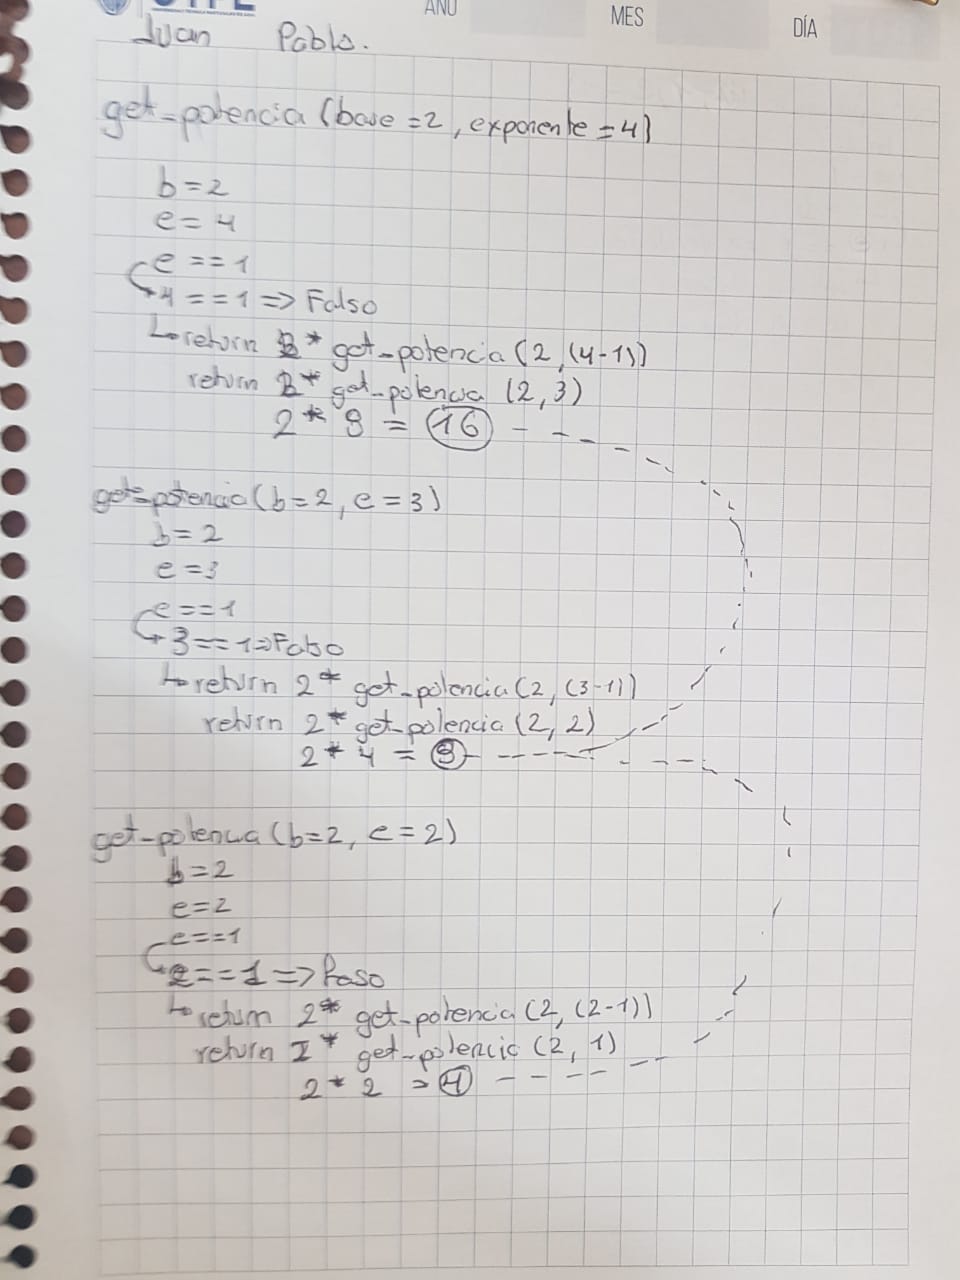 AÑO MES DÍA
Juan Pablo.
get-potencia (base = 2, exponente = 4)
b = 2
e = 4
e == 1
4 == 1 => Falso
return 2 * get-potencia (2, (4-1))
return 2 * get-potencia (2, 3)
2 * 8 = 16
get-potencia (b = 2, e = 3)
b = 2
e = 3
e == 1
3 == 1 => Falso
return 2 * get-potencia (2, (3-1))
return 2 * get-potencia (2, 2)
2 * 4 = 8
get-potencia (b=2, e = 2)
b = 2
e = 2
e == 1
2 == 1 => Falso
return 2 * get-potencia (2, (2-1))
return 2 * get-potencia (2, 1)
2 * 2 = 4